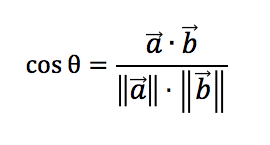 cos θ = (a⃗ · b⃗) / (‖a⃗‖ · ‖b⃗‖)